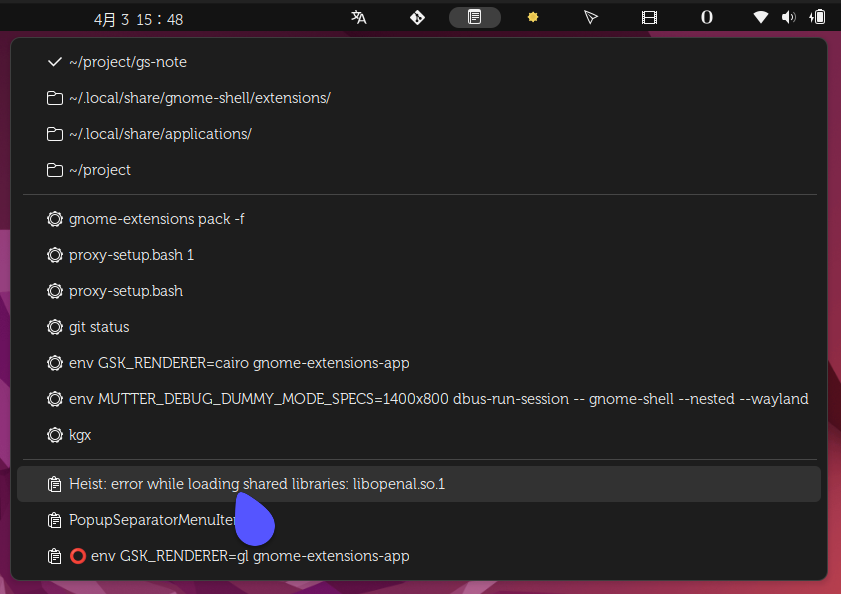 4月 3 15：48
~/project/gs-note
~/.local/share/gnome-shell/extensions/
~/.local/share/applications/
~/project
gnome-extensions pack -f
proxy-setup.bash 1
proxy-setup.bash
git status
env GSK_RENDERER=cairo gnome-extensions-app
env MUTTER_DEBUG_DUMMY_MODE_SPECS=1400x800 dbus-run-session -- gnome-shell --nested --wayland
kgx
Heist: error while loading shared libraries: libopenal.so.1
⭕ env GSK_RENDERER=gl gnome-extensions-app